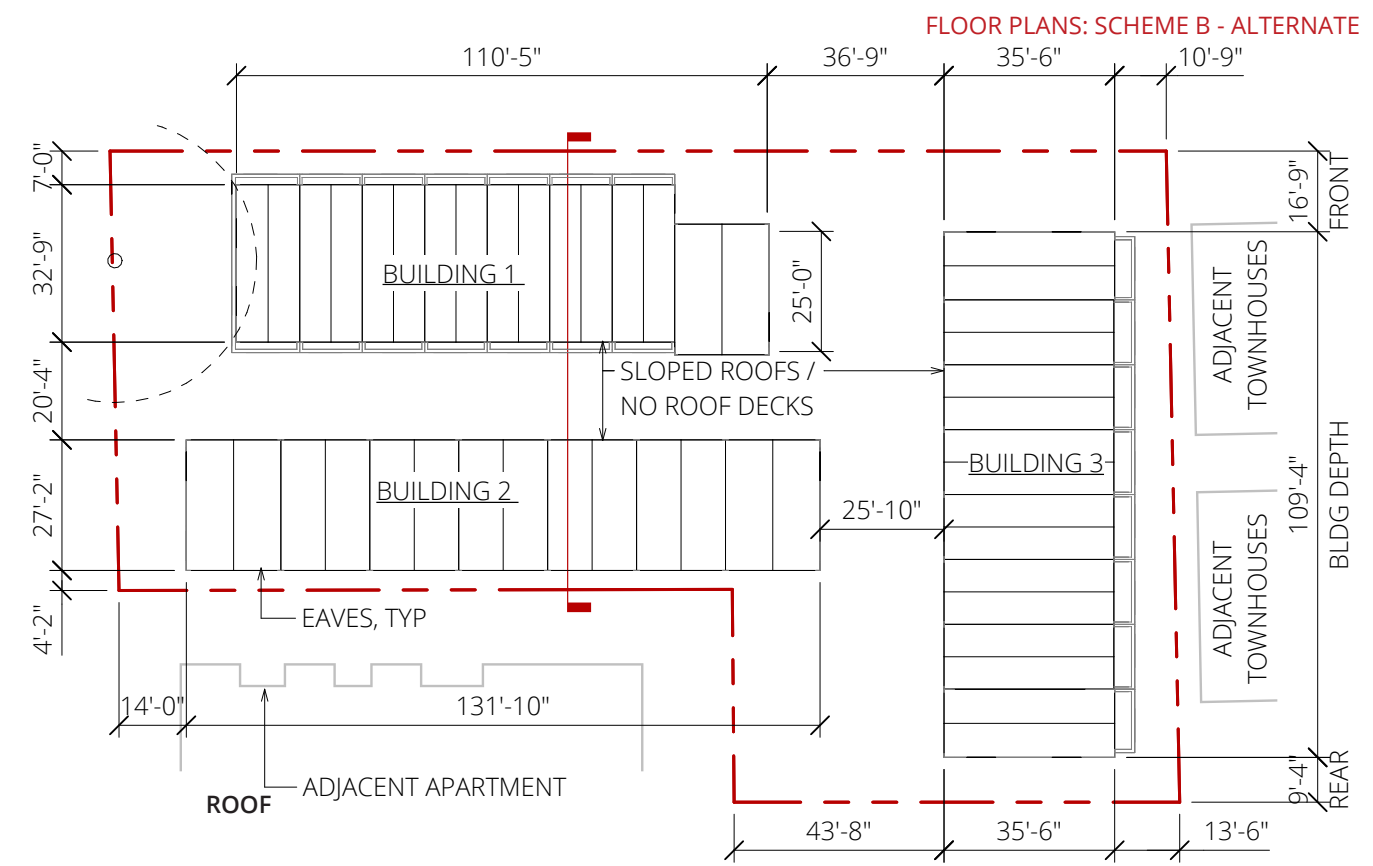 FLOOR PLANS: SCHEME B - ALTERNATE
110'-5"
36'-9"
35'-6"
10'-9"
7'-0"
32'-9"
20'-4"
27'-2"
4'-2"
BUILDING 1
25'-0"
SLOPED ROOFS /
NO ROOF DECKS
BUILDING 2
BUILDING 3
25'-10"
16'-9"
FRONT
109'-4"
BLDG DEPTH
9'-4"
REAR
ADJACENT
TOWNHOUSES
ADJACENT
TOWNHOUSES
EAVES, TYP
14'-0"
131'-10"
ADJACENT APARTMENT
ROOF
43'-8"
35'-6"
13'-6"